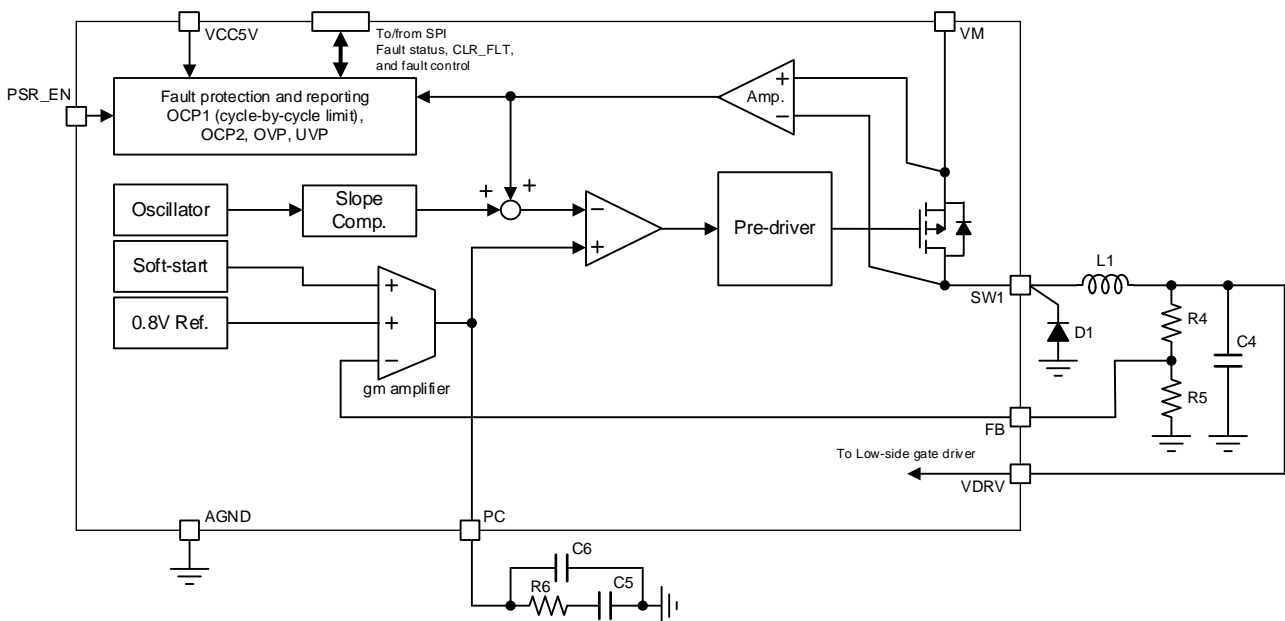 VCC5V
To/from SPI
Fault status, CLR_FLT,
and fault control
VM
PSR_EN
Fault protection and reporting
OCP1 (cycle-by-cycle limit),
OCP2, OVP, UVP
+
Amp.
−
Oscillator
Slope
Comp.
+
+
−
+
Pre-driver
Soft-start
0.8V Ref.
+
+
−
gm amplifier
SW1
L1
D1
R4
C4
R5
FB
To Low-side gate driver
VDRV
AGND
PC
C6
R6
C5